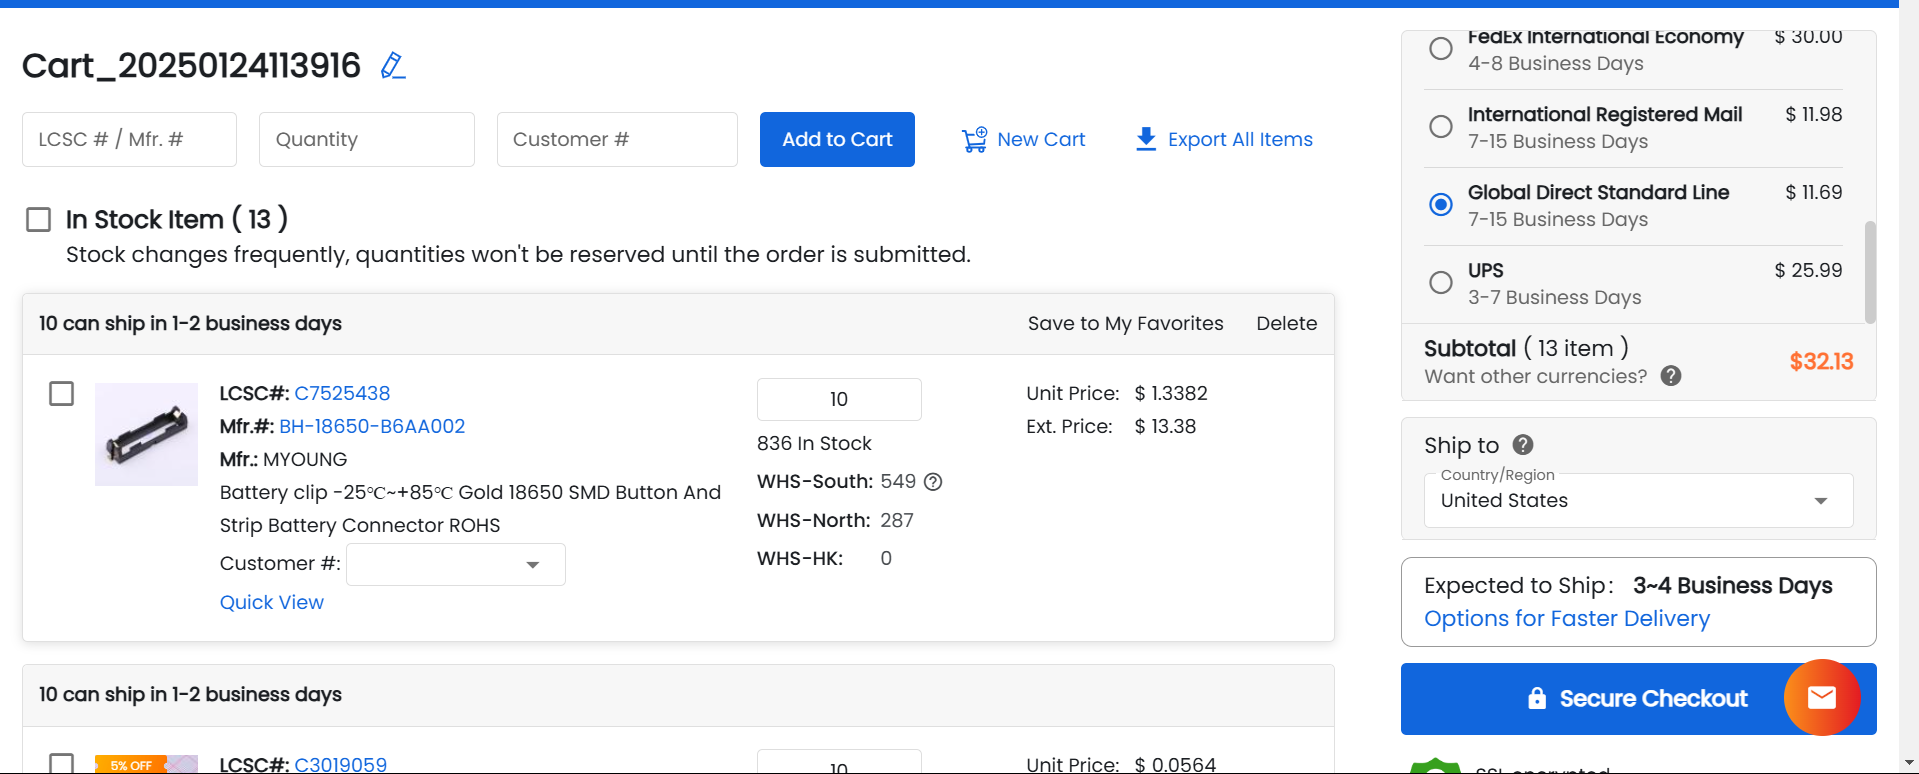 Cart_20250124113916
LCSC # / Mfr. #
Quantity
Customer #
Add to Cart
New Cart
Export All Items
In Stock Item ( 13 )
Stock changes frequently, quantities won't be reserved until the order is submitted.
10 can ship in 1-2 business days
Save to My Favorites
Delete
LCSC#: C7525438
Mfr.#: BH-18650-B6AA002
Mfr.: MYOUNG
Battery clip -25℃~+85℃ Gold 18650 SMD Button And
Strip Battery Connector ROHS
Customer #:
Quick View
10
836 In Stock
WHS-South: 549
WHS-North: 287
WHS-HK: 0
Unit Price: $ 1.3382
Ext. Price: $ 13.38
10 can ship in 1-2 business days
5% OFF
LCSC#: C3019059
10
Unit Price: $ 0.0564
FedEx International Economy $ 30.00
4-8 Business Days
International Registered Mail $ 11.98
7-15 Business Days
Global Direct Standard Line $ 11.69
7-15 Business Days
UPS $ 25.99
3-7 Business Days
Subtotal ( 13 item ) $32.13
Want other currencies?
Ship to
Country/Region
United States
Expected to Ship: 3~4 Business Days
Options for Faster Delivery
Secure Checkout
SSL encrypted